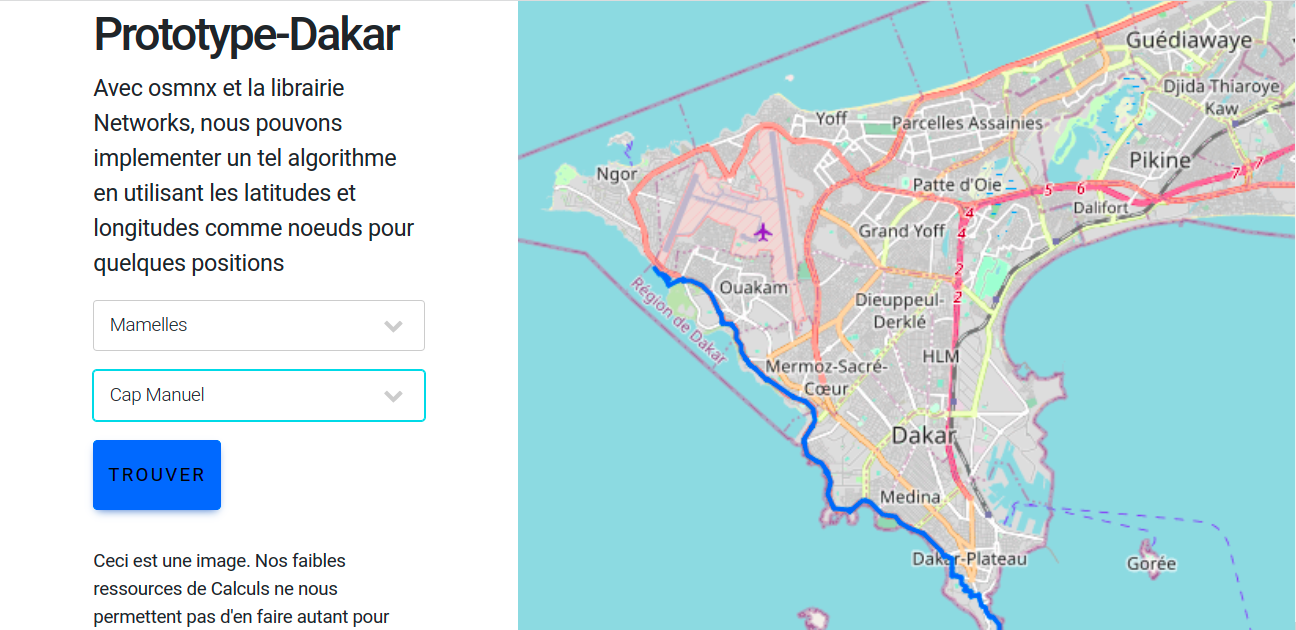 Prototype-Dakar
Avec osmnx et la librairie
Networks, nous pouvons
implementer un tel algorithme
en utilisant les latitudes et
longitudes comme noeuds pour
quelques positions
Mamelles
Cap Manuel
TROUVER
Ceci est une image. Nos faibles
ressources de Calculs ne nous
permettent pas d'en faire autant pour
Guédiawaye
Djida Thiaroye
Kaw
Yoff
Parcelles Assainies
Pikine
Ngor
7
7
Patte d'Oie
5
6
Dalifort
4
Grand Yoff
4
2
Ouakam
2
Région de Dakar
Dieuppeul-
Derklé
HLM
Mermoz-Sacré-
Cœur
Dakar
Medina
Dakar-Plateau
Gorée